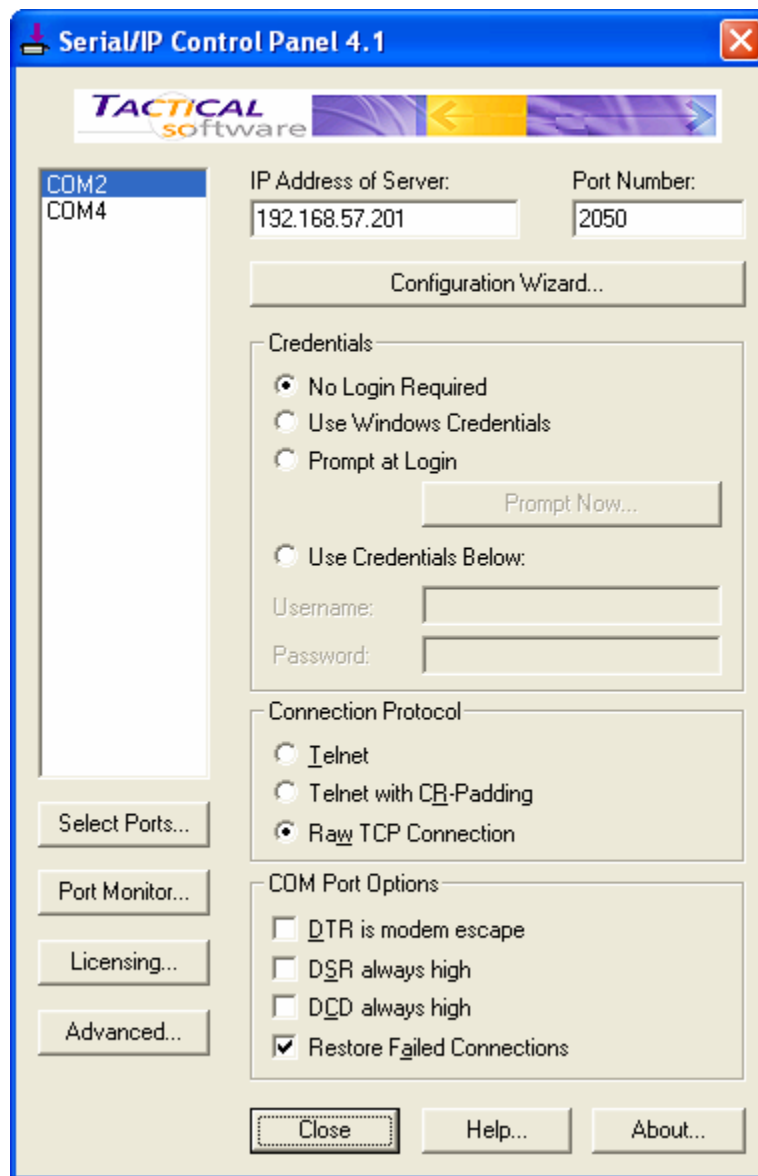 Serial/IP Control Panel 4.1
TACTICAL
software
COM2
COM4
IP Address of Server:
Port Number:
192.168.57.201
2050
Configuration Wizard...
Credentials
No Login Required
Use Windows Credentials
Prompt at Login
Prompt Now...
Use Credentials Below:
Username:
Password:
Connection Protocol
Telnet
Telnet with CR-Padding
Raw TCP Connection
COM Port Options
DTR is modem escape
DSR always high
DCD always high
Restore Failed Connections
Select Ports...
Port Monitor...
Licensing...
Advanced...
Close
Help...
About...